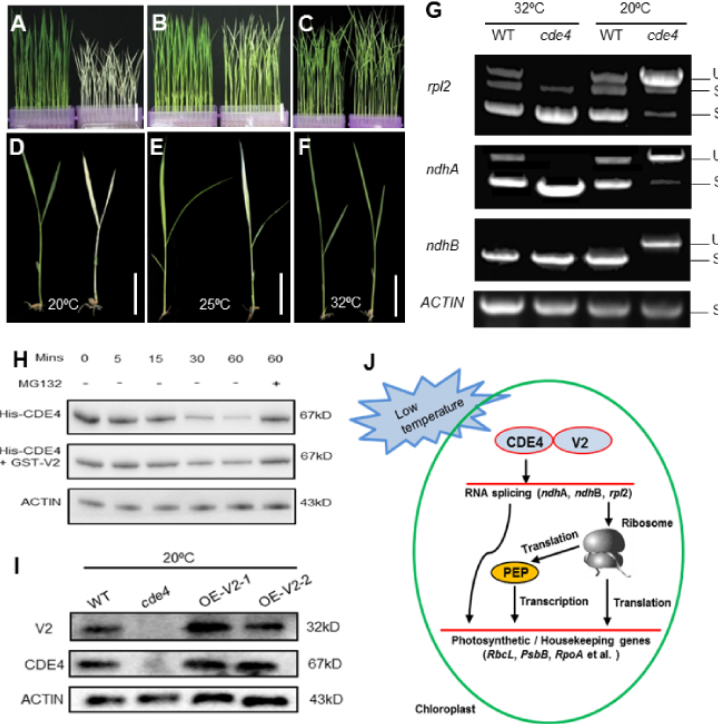 A
B
C
D
E
F
20ºC
25ºC
32ºC
G
32ºC 20ºC
WT cde4 WT cde4
rpl2
U
S
S
ndhA
U
S
ndhB
U
S
ACTIN
S
H
Mins 0 5 15 30 60 60
MG132 - - - - - +
His-CDE4 67kD
His-CDE4
+ GST-V2 67kD
ACTIN 43kD
I
20ºC
WT cde4 OE-V2-1 OE-V2-2
V2 32kD
CDE4 67kD
ACTIN 43kD
J
Low
temperature
CDE4 V2
RNA splicing (ndhA, ndhB, rpl2)
Ribosome
Translation
PEP
Transcription Translation
Photosynthetic / Housekeeping genes
(RbcL, PsbB, RpoA et al. )
Chloroplast